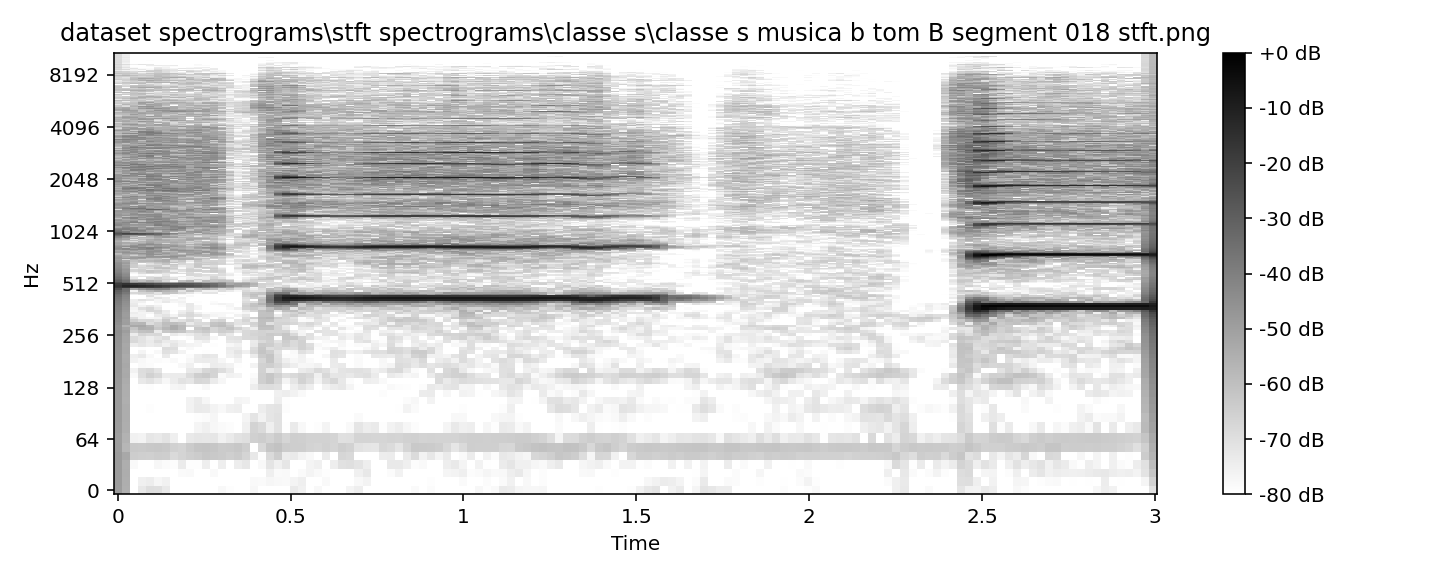 dataset spectrograms\stft spectrograms\classe s\classe s musica b tom B segment 018 stft.png
8192
4096
2048
1024
512
256
128
64
0
Hz
0
0.5
1
1.5
2
2.5
3
Time
+0 dB
-10 dB
-20 dB
-30 dB
-40 dB
-50 dB
-60 dB
-70 dB
-80 dB